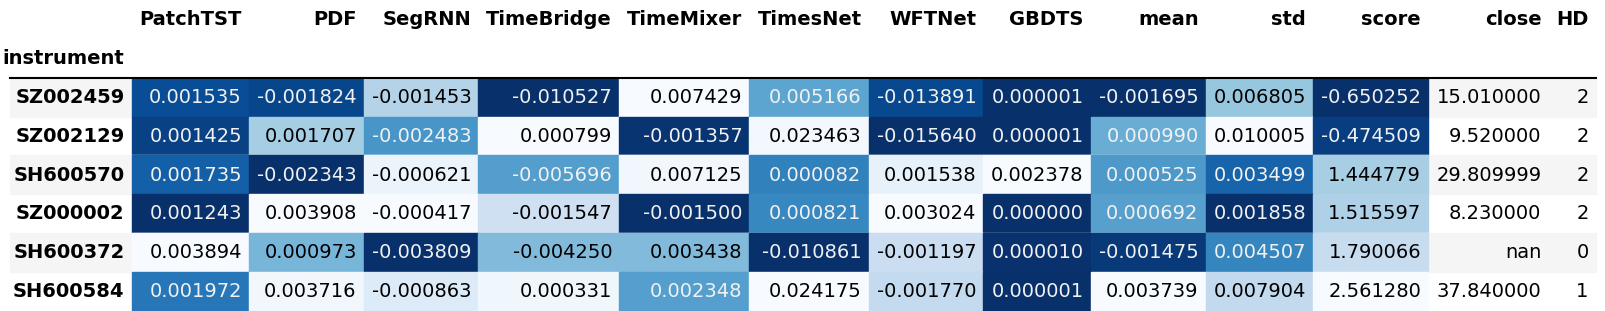 PatchTST PDF SegRNN TimeBridge TimeMixer TimesNet WFTNet GBDTS mean std score close HD
instrument
SZ002459 0.001535 -0.001824 -0.001453 -0.010527 0.007429 0.005166 -0.013891 0.000001 -0.001695 0.006805 -0.650252 15.010000 2
SZ002129 0.001425 0.001707 -0.002483 0.000799 -0.001357 0.023463 -0.015640 0.000001 0.000990 0.010005 -0.474509 9.520000 2
SH600570 0.001735 -0.002343 -0.000621 -0.005696 0.007125 0.000082 0.001538 0.002378 0.000525 0.003499 1.444779 29.809999 2
SZ000002 0.001243 0.003908 -0.000417 -0.001547 -0.001500 0.000821 0.003024 0.000000 0.000692 0.001858 1.515597 8.230000 2
SH600372 0.003894 0.000973 -0.003809 -0.004250 0.003438 -0.010861 -0.001197 0.000010 -0.001475 0.004507 1.790066 nan 0
SH600584 0.001972 0.003716 -0.000863 0.000331 0.002348 0.024175 -0.001770 0.000001 0.003739 0.007904 2.561280 37.840000 1